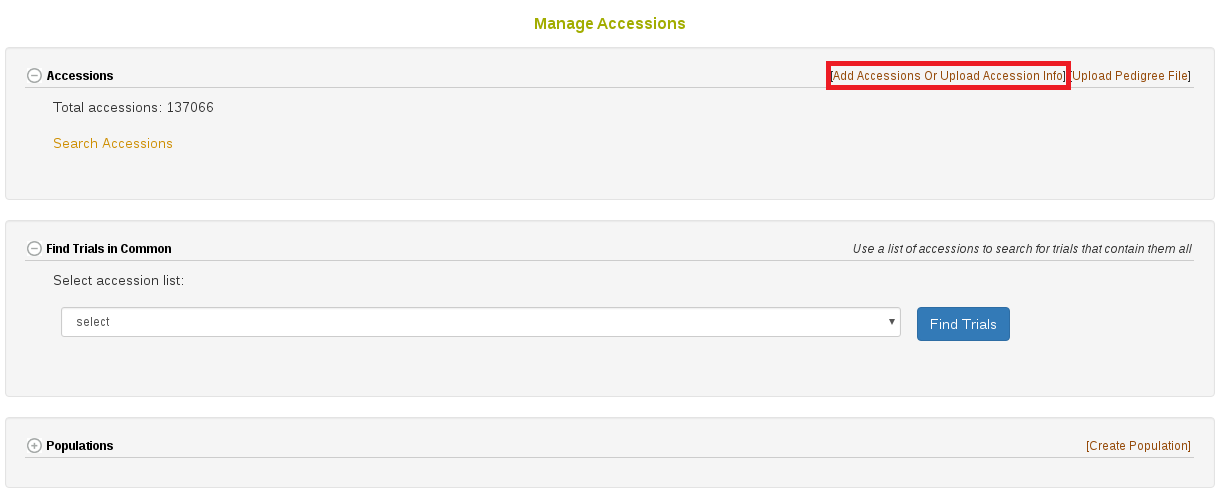 Manage Accessions
Accessions [Add Accessions Or Upload Accession Info] [Upload Pedigree File]
Total accessions: 137066
Search Accessions
Find Trials in Common Use a list of accessions to search for trials that contain them all
Select accession list:
select Find Trials
Populations [Create Population]